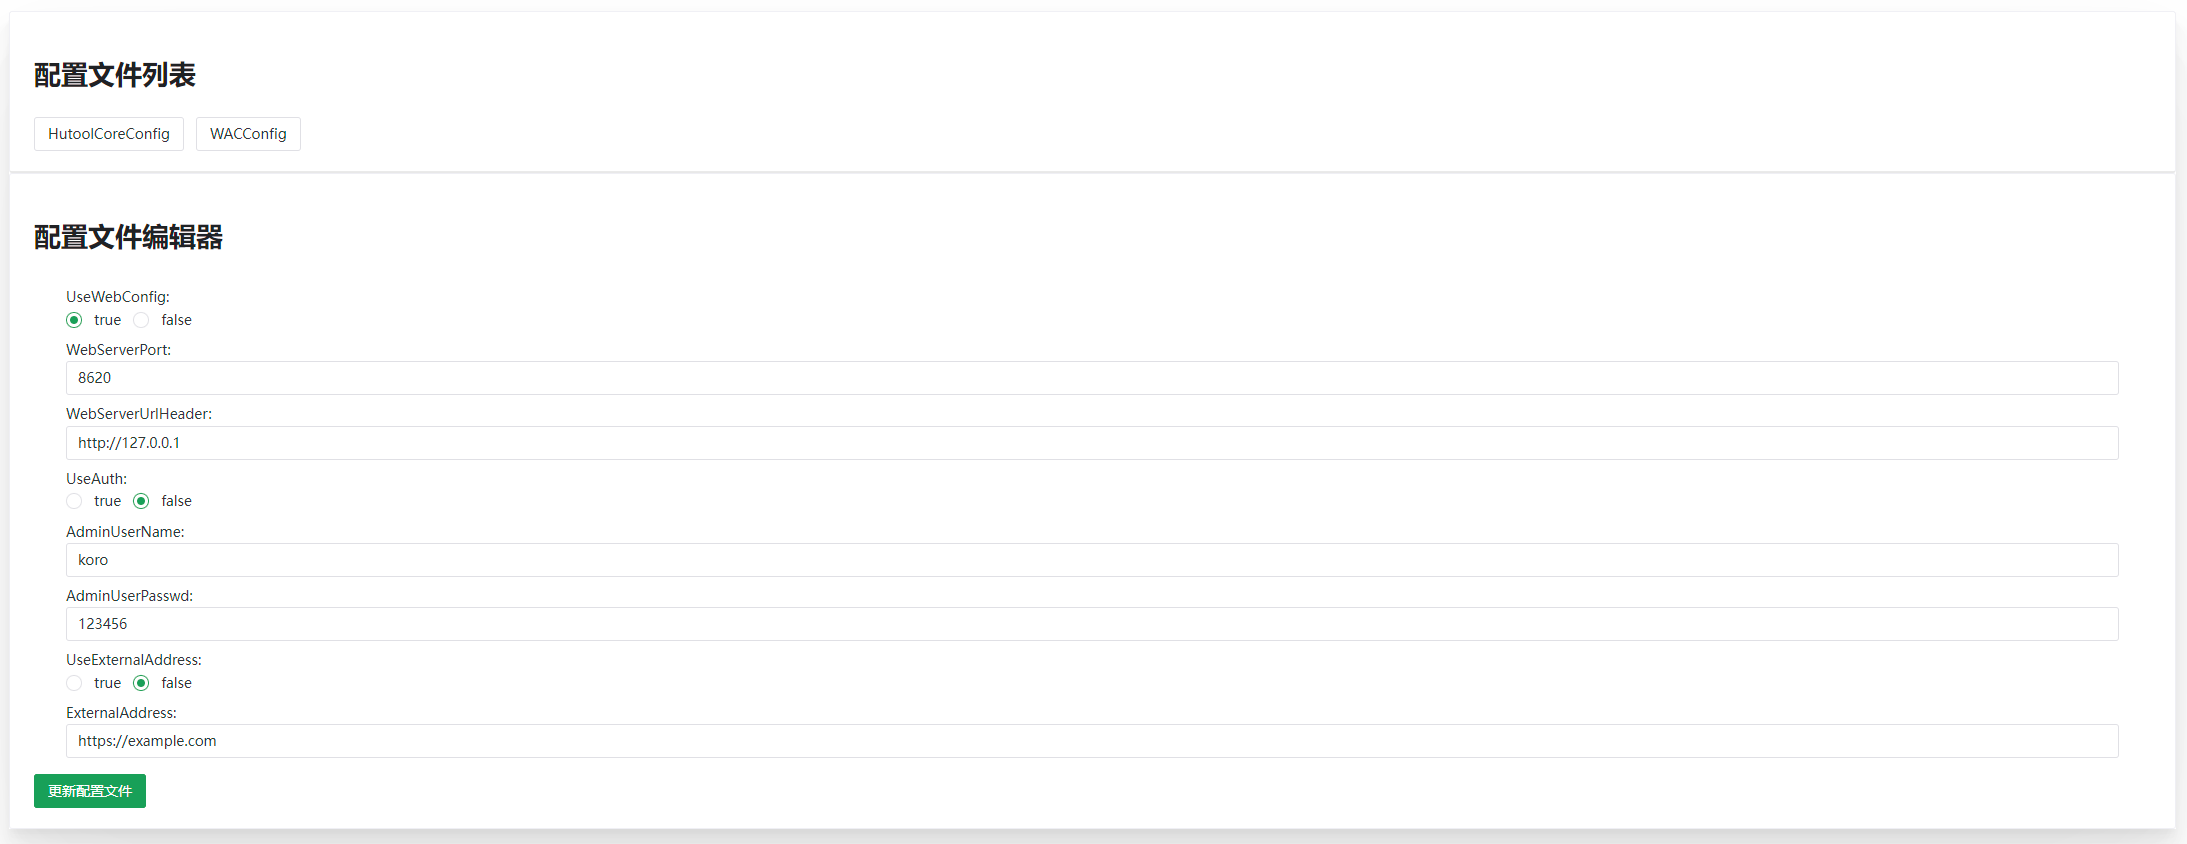 配置文件列表
HutoolCoreConfig WACConfig
配置文件编辑器
UseWebConfig:
true false
WebServerPort:
8620
WebServerUrlHeader:
http://127.0.0.1
UseAuth:
true false
AdminUserName:
koro
AdminUserPasswd:
123456
UseExternalAddress:
true false
ExternalAddress:
https://example.com
更新配置文件